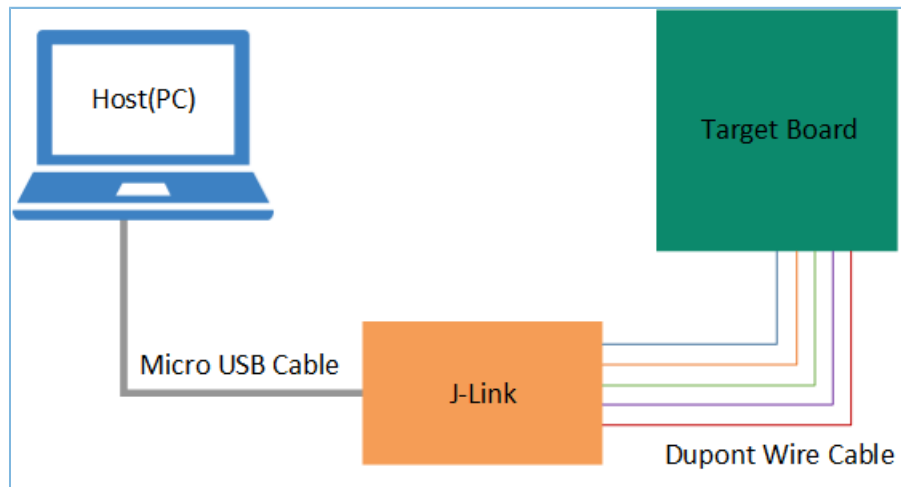 Host(PC)
Target Board
Micro USB Cable
J-Link
Dupont Wire Cable